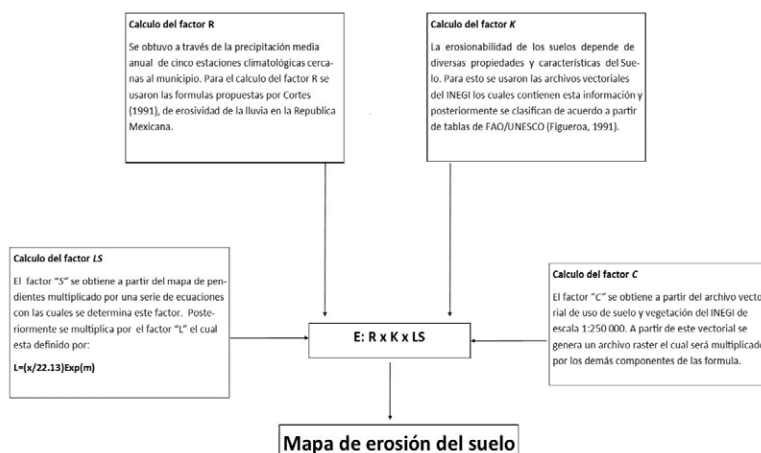 Calculo del factor R
Se obtuvo a través de la precipitación media
anual de cinco estaciones climatológicas cerca-
nas al municipio. Para el calculo del factor R se
usaron las formulas propuestas por Cortes
(1991), de erosividad de la lluvia en la Republica
Mexicana.
Calculo del factor K
La erosionabilidad de los suelos depende de
diversas propiedades y características del Sue-
lo. Para esto se usaron las archivos vectoriales
del INEGI los cuales contienen esta información y
posteriormente se clasifican de acuerdo a partir
de tablas de FAO/UNESCO (Figueroa, 1991).
Calculo del factor LS
El factor "S" se obtiene a partir del mapa de pen-
dientes multiplicado por una serie de ecuaciones
con las cuales se determina este factor. Poste-
riormente se multiplica por el factor "L" el cual
esta definido por:
L=(x/22.13)Exp(m)
Calculo del factor C
El factor "C" se obtiene a partir del archivo vecto-
rial de uso de suelo y vegetación del INEGI de
escala 1:250 000. A partir de este vectorial se
genera un archivo raster el cual será multiplicado
por los demás componentes de las formula.
E: R x K x LS
Mapa de erosión del suelo